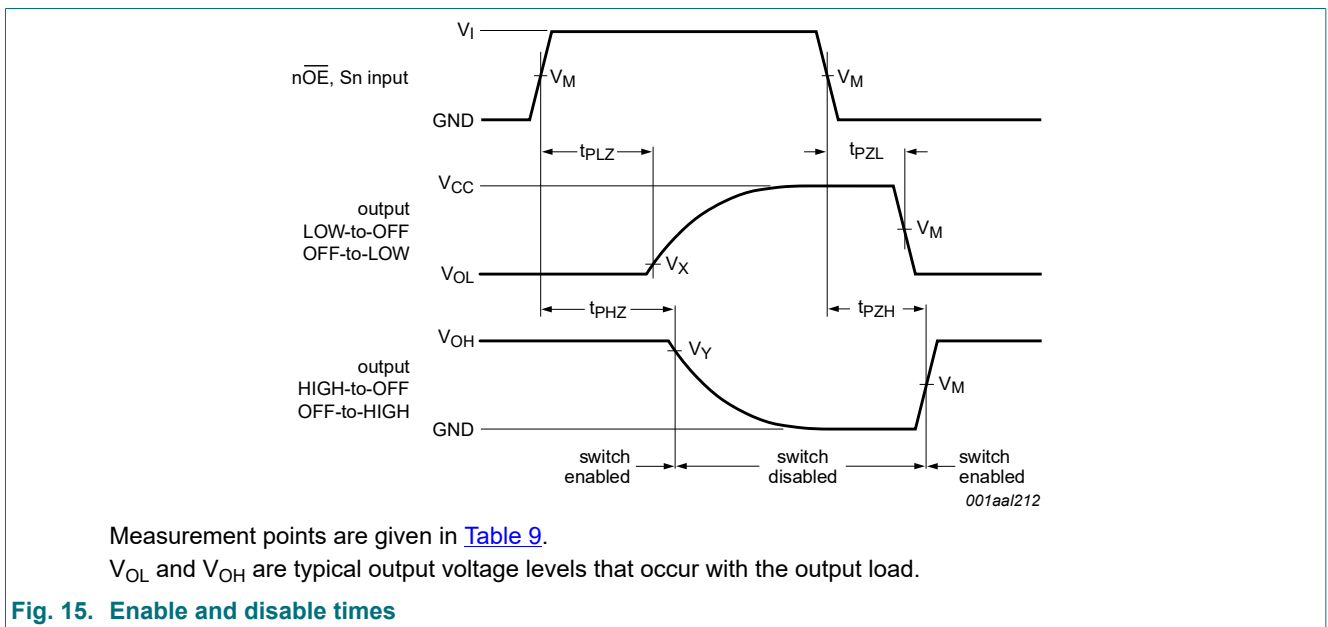 VI
nOE, Sn input
VM
VM
GND
tPLZ
tPZL
VCC
output
LOW-to-OFF
OFF-to-LOW
VM
VOL
VX
tPHZ
tPZH
VOH
VY
output
HIGH-to-OFF
OFF-to-HIGH
VM
GND
switch
enabled
switch
disabled
switch
enabled
001aal212
Measurement points are given in Table 9.
VOL and VOH are typical output voltage levels that occur with the output load.
Fig. 15. Enable and disable times